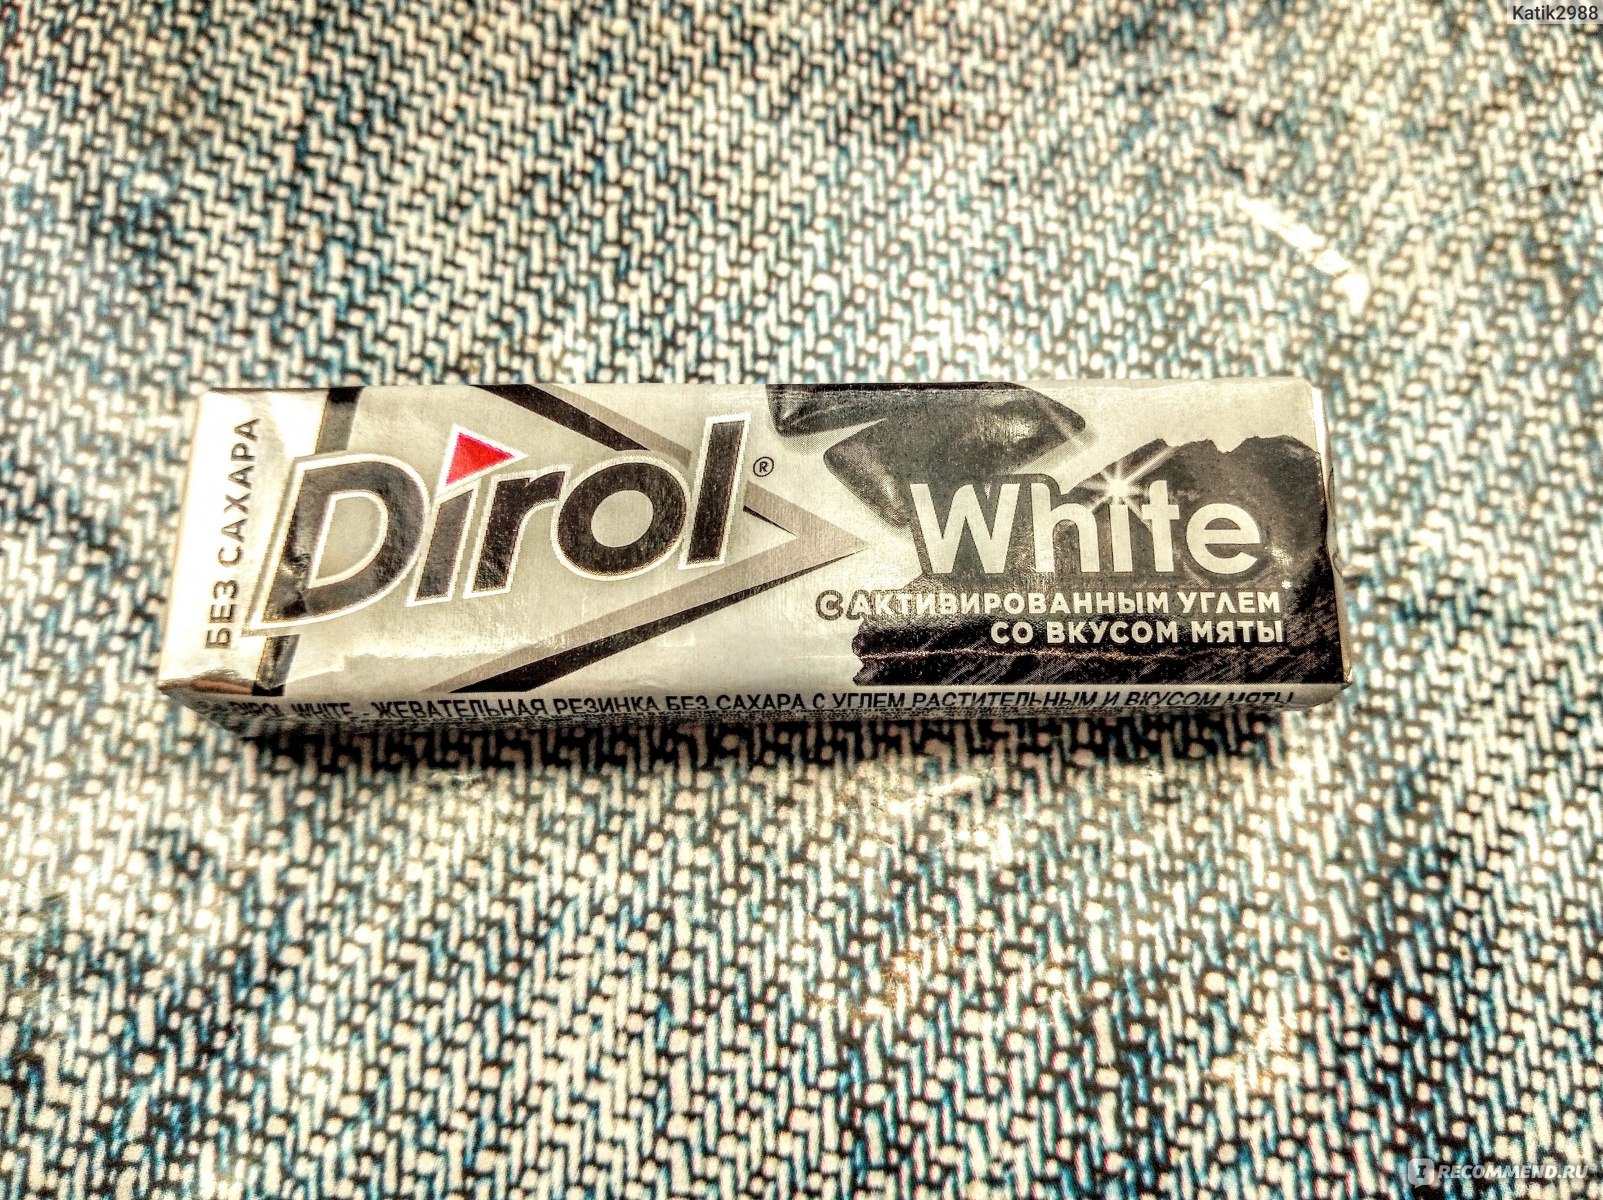 Katik2988
БЕЗ САХАРА
Dirol®
White
С АКТИВИРОВАННЫМ УГЛЕМ
СО ВКУСОМ МЯТЫ
DIROL WHITE - ЖЕВАТЕЛЬНАЯ РЕЗИНКА БЕЗ САХАРА С УГЛЕМ РАСТИТЕЛЬНЫМ И ВКУСОМ МЯТЫ
RECOMMEND.RU